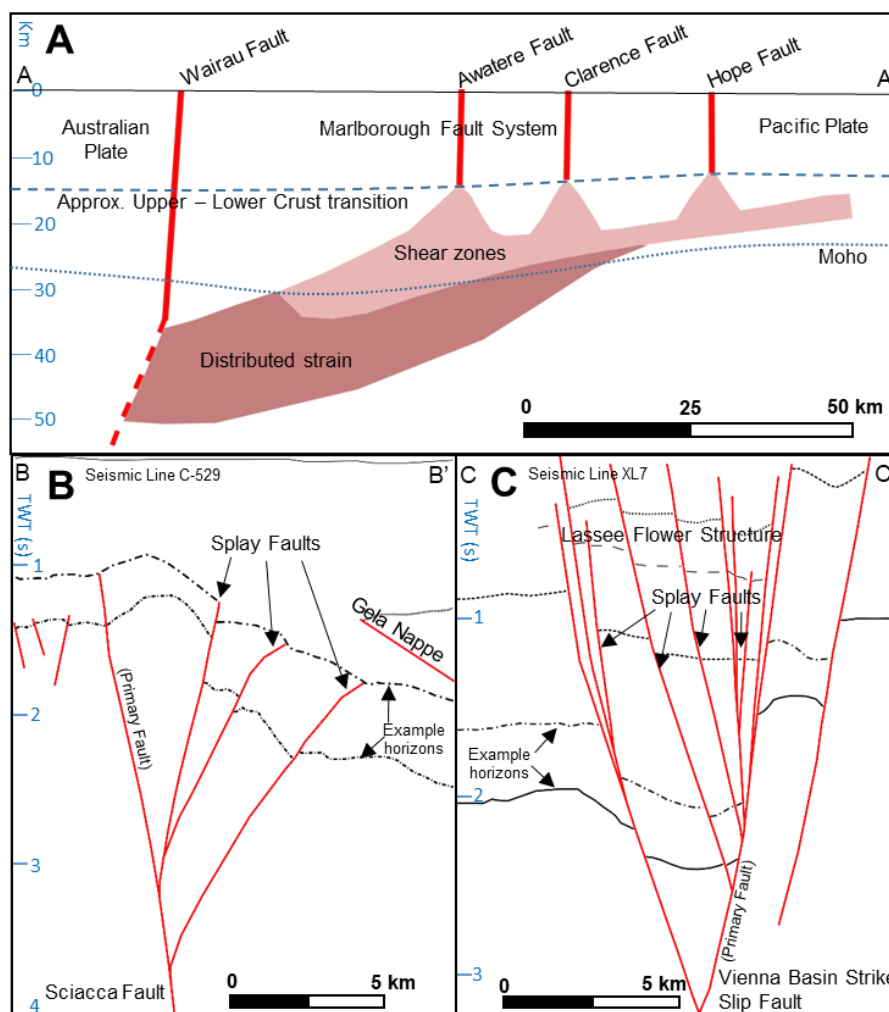 Km
A
Wairau Fault
Awatere Fault
Clarence Fault
Hope Fault
A
A
0
Australian
Plate
Marlborough Fault System
Pacific Plate
10
Approx. Upper – Lower Crust transition
20
Shear zones
Moho
30
Distributed strain
40
50
0
25
50 km
B
Seismic Line C-529
B
B'
TWT (s)
Splay Faults
1
Gela Nappe
2
(Primary Fault)
Example
horizons
3
Sciacca Fault
0
5 km
4
C
Seismic Line XL7
C
C
TWT (s)
Lassee Flower Structure
Splay Faults
1
Example
horizons
2
(Primary Fault)
3
0
5 km
Vienna Basin Strike
Slip Fault